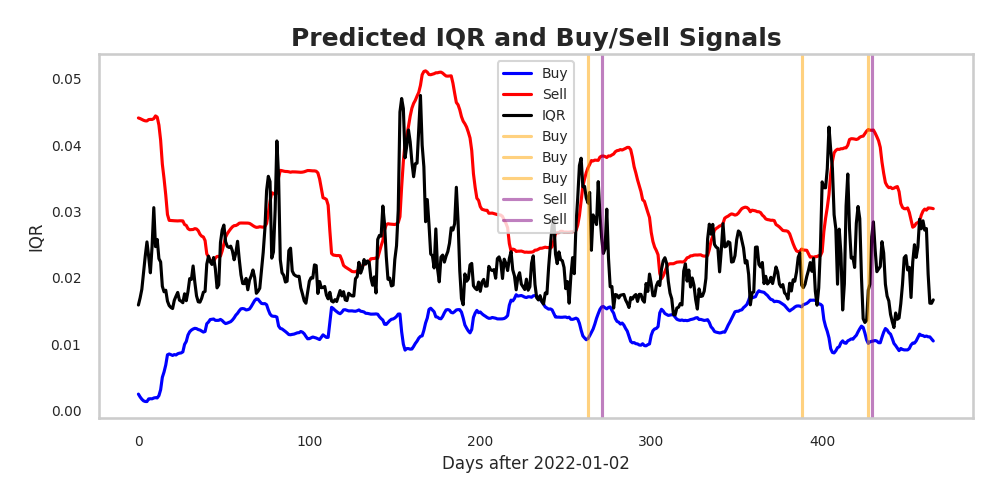 Predicted IQR and Buy/Sell Signals
IQR
0.05
0.04
0.03
0.02
0.01
0.00
Buy
Sell
IQR
Buy
Buy
Buy
Sell
Sell
0 100 200 300 400
Days after 2022-01-02